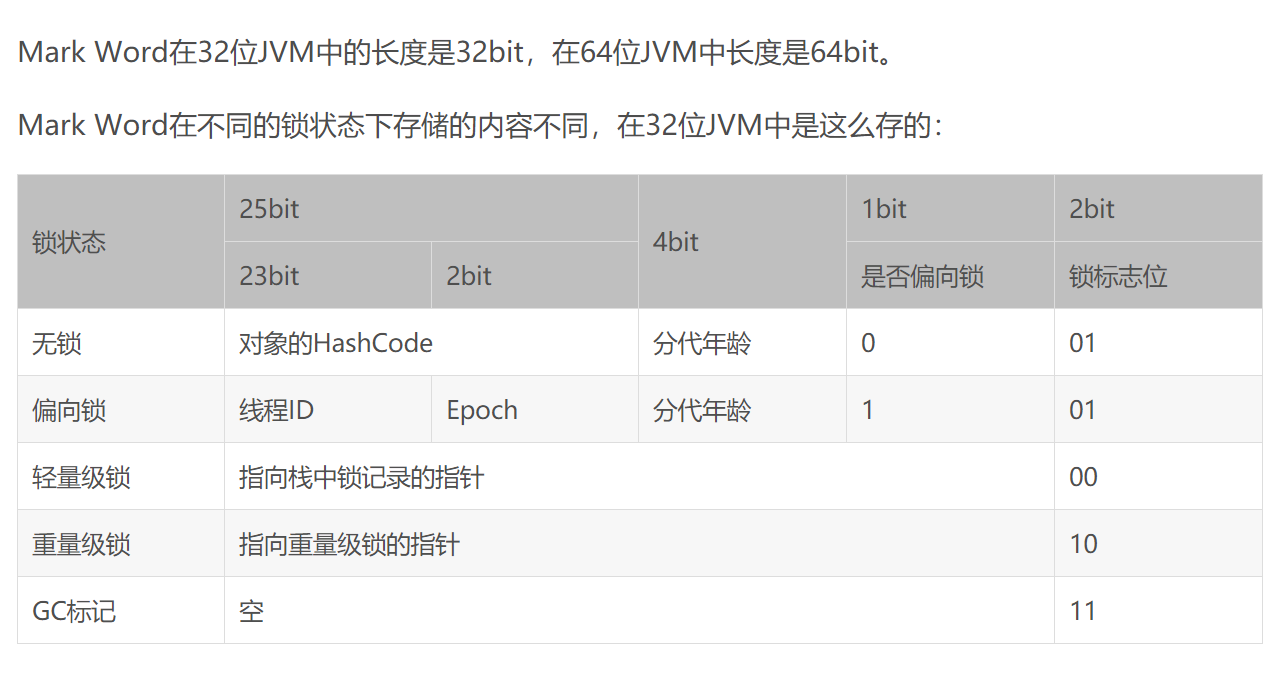 Mark Word在32位JVM中的长度是32bit，在64位JVM中长度是64bit。
Mark Word在不同的锁状态下存储的内容不同，在32位JVM中是这么存的：
锁状态 25bit 4bit 1bit 2bit
23bit 2bit 是否偏向锁 锁标志位
无锁 对象的HashCode 分代年龄 0 01
偏向锁 线程ID Epoch 分代年龄 1 01
轻量级锁 指向栈中锁记录的指针 00
重量级锁 指向重量级锁的指针 10
GC标记 空 11